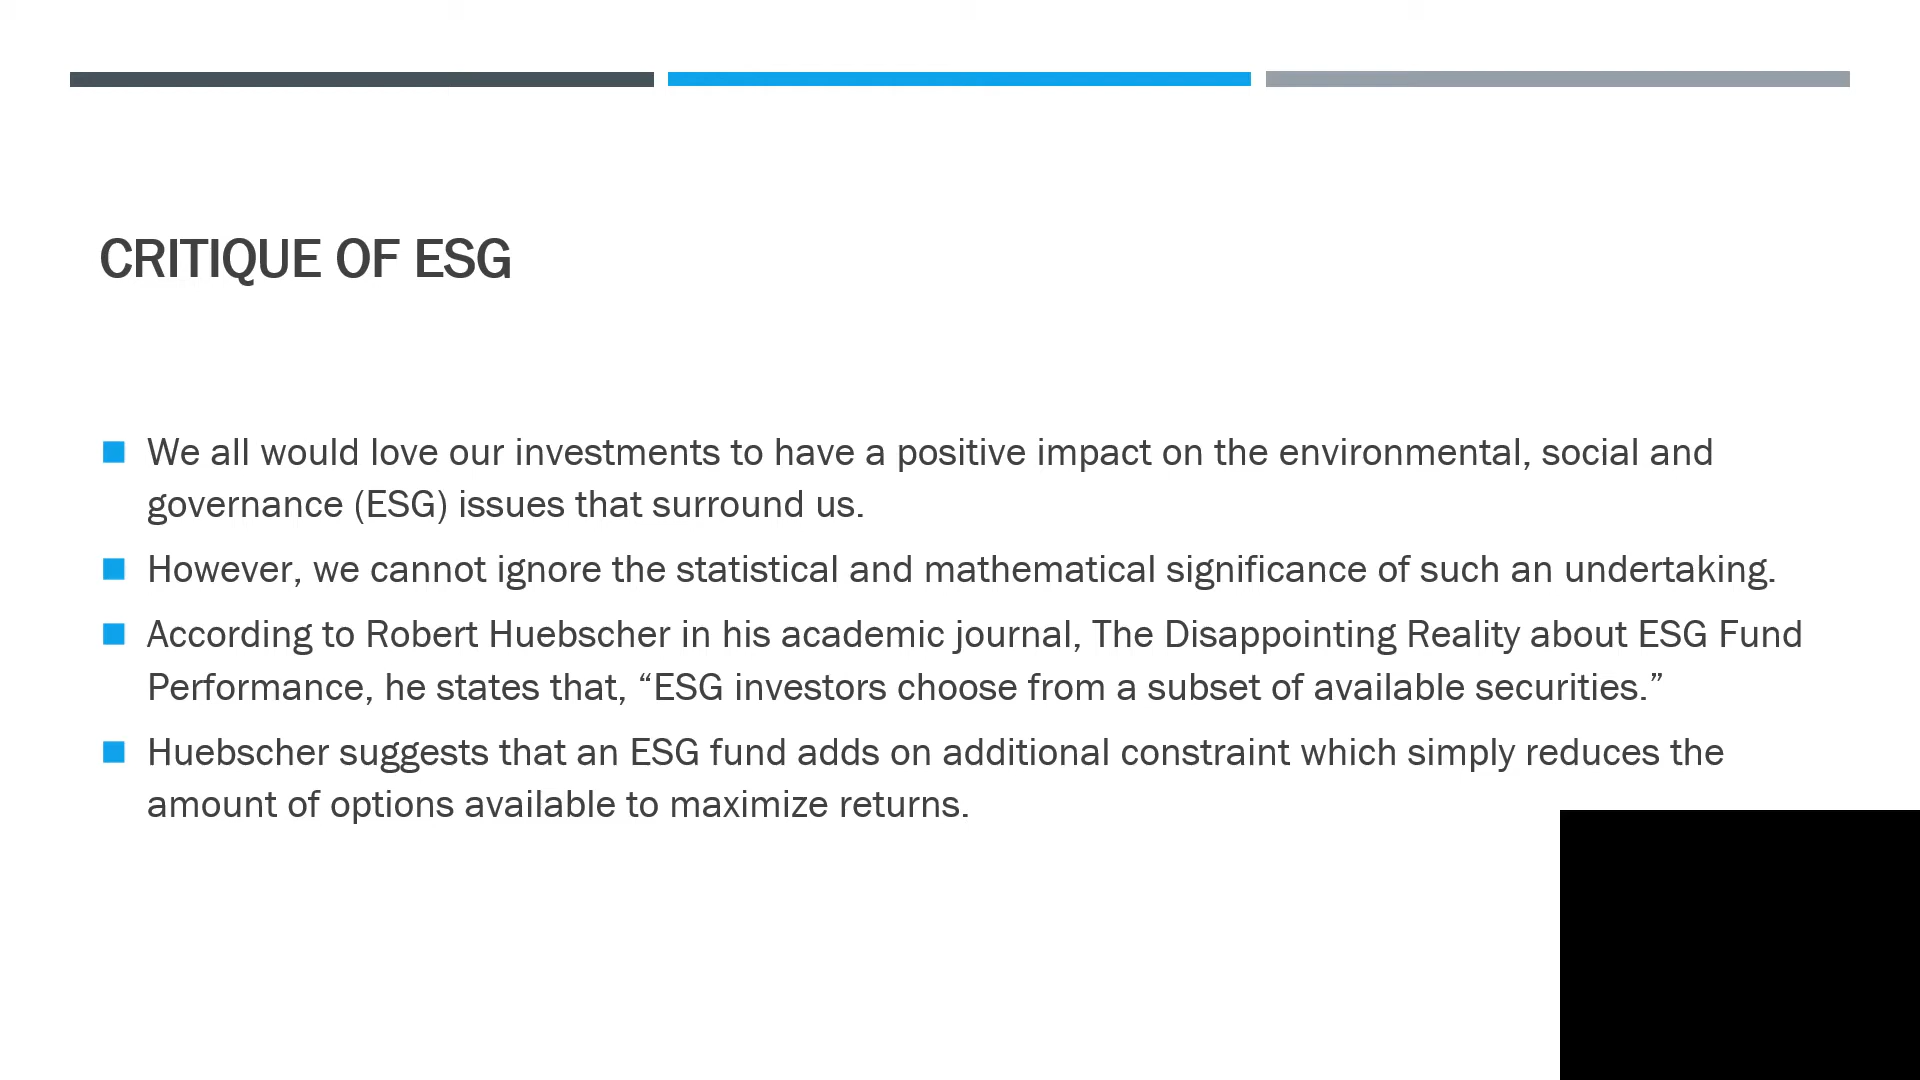 CRITIQUE OF ESG
We all would love our investments to have a positive impact on the environmental, social and
governance (ESG) issues that surround us.
However, we cannot ignore the statistical and mathematical significance of such an undertaking.
According to Robert Huebscher in his academic journal, The Disappointing Reality about ESG Fund
Performance, he states that, “ESG investors choose from a subset of available securities.”
Huebscher suggests that an ESG fund adds on additional constraint which simply reduces the
amount of options available to maximize returns.